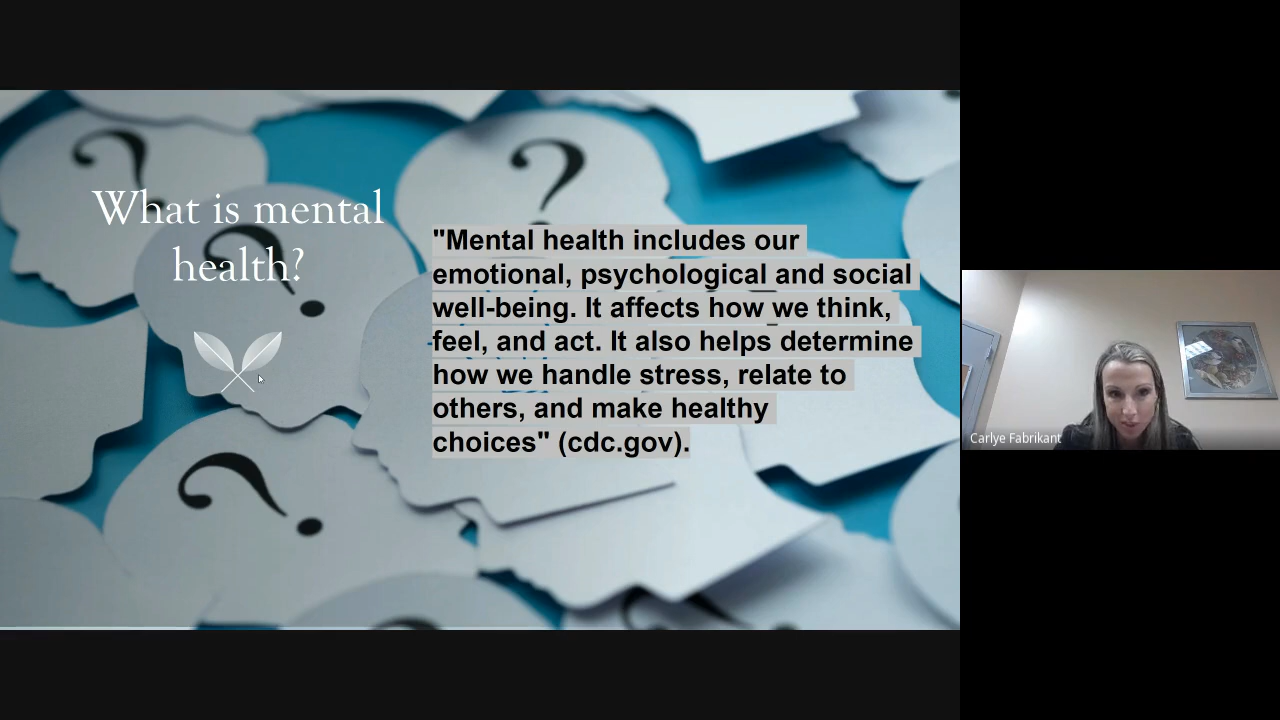 What is mental
health?
"Mental health includes our
emotional, psychological and social
well-being. It affects how we think,
feel, and act. It also helps determine
how we handle stress, relate to
others, and make healthy
choices" (cdc.gov).
Carlye Fabrikant